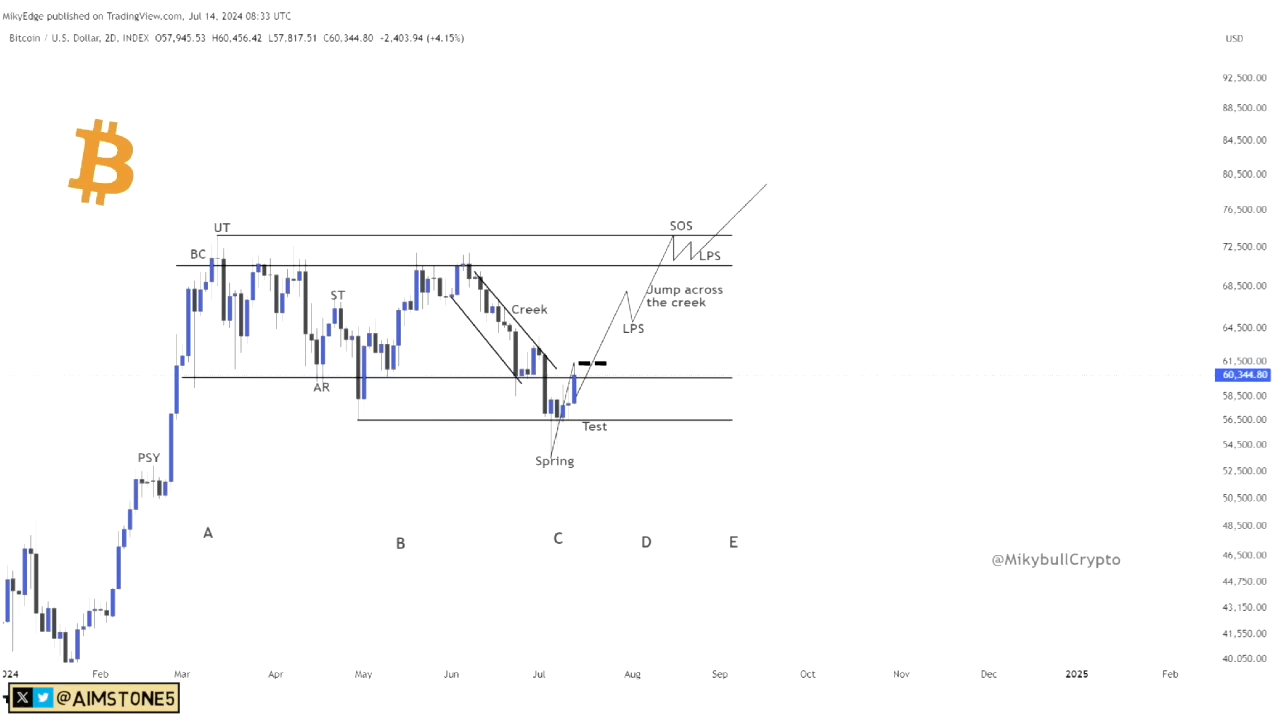 MikyEdge published on TradingView.com, Jul 14, 2024 08:33 UTC
Bitcoin / U.S. Dollar, 2D, INDEX O57,945.53 H60,456.42 L57,817.51 C60,344.80 −2,403.94 (+4.15%)
USD
92,500.00
88,500.00
84,500.00
80,500.00
76,500.00
72,500.00
68,500.00
64,500.00
61,500.00
60,344.80
58,500.00
56,500.00
54,500.00
52,500.00
50,500.00
48,500.00
46,500.00
44,750.00
43,150.00
41,550.00
40,050.00
UT
BC
SOS
LPS
ST
Jump across
the creek
Creek
LPS
AR
Test
PSY
Spring
A
B
C
D
E
@MikybullCrypto
2024 Feb Mar Apr May Jun Jul Aug Sep Oct Nov Dec 2025 Feb
@AIMSTONE5